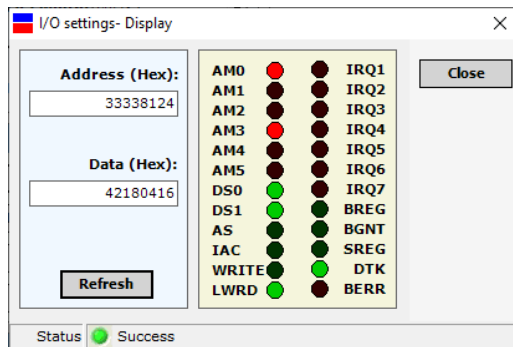 I/O settings- Display
Address (Hex):
33338124
Data (Hex):
42180416
Refresh
AM0 IRQ1
AM1 IRQ2
AM2 IRQ3
AM3 IRQ4
AM4 IRQ5
AM5 IRQ6
DS0 IRQ7
DS1 BREG
AS BGNT
IAC SREG
WRITE DTK
LWRD BERR
Close
Status Success